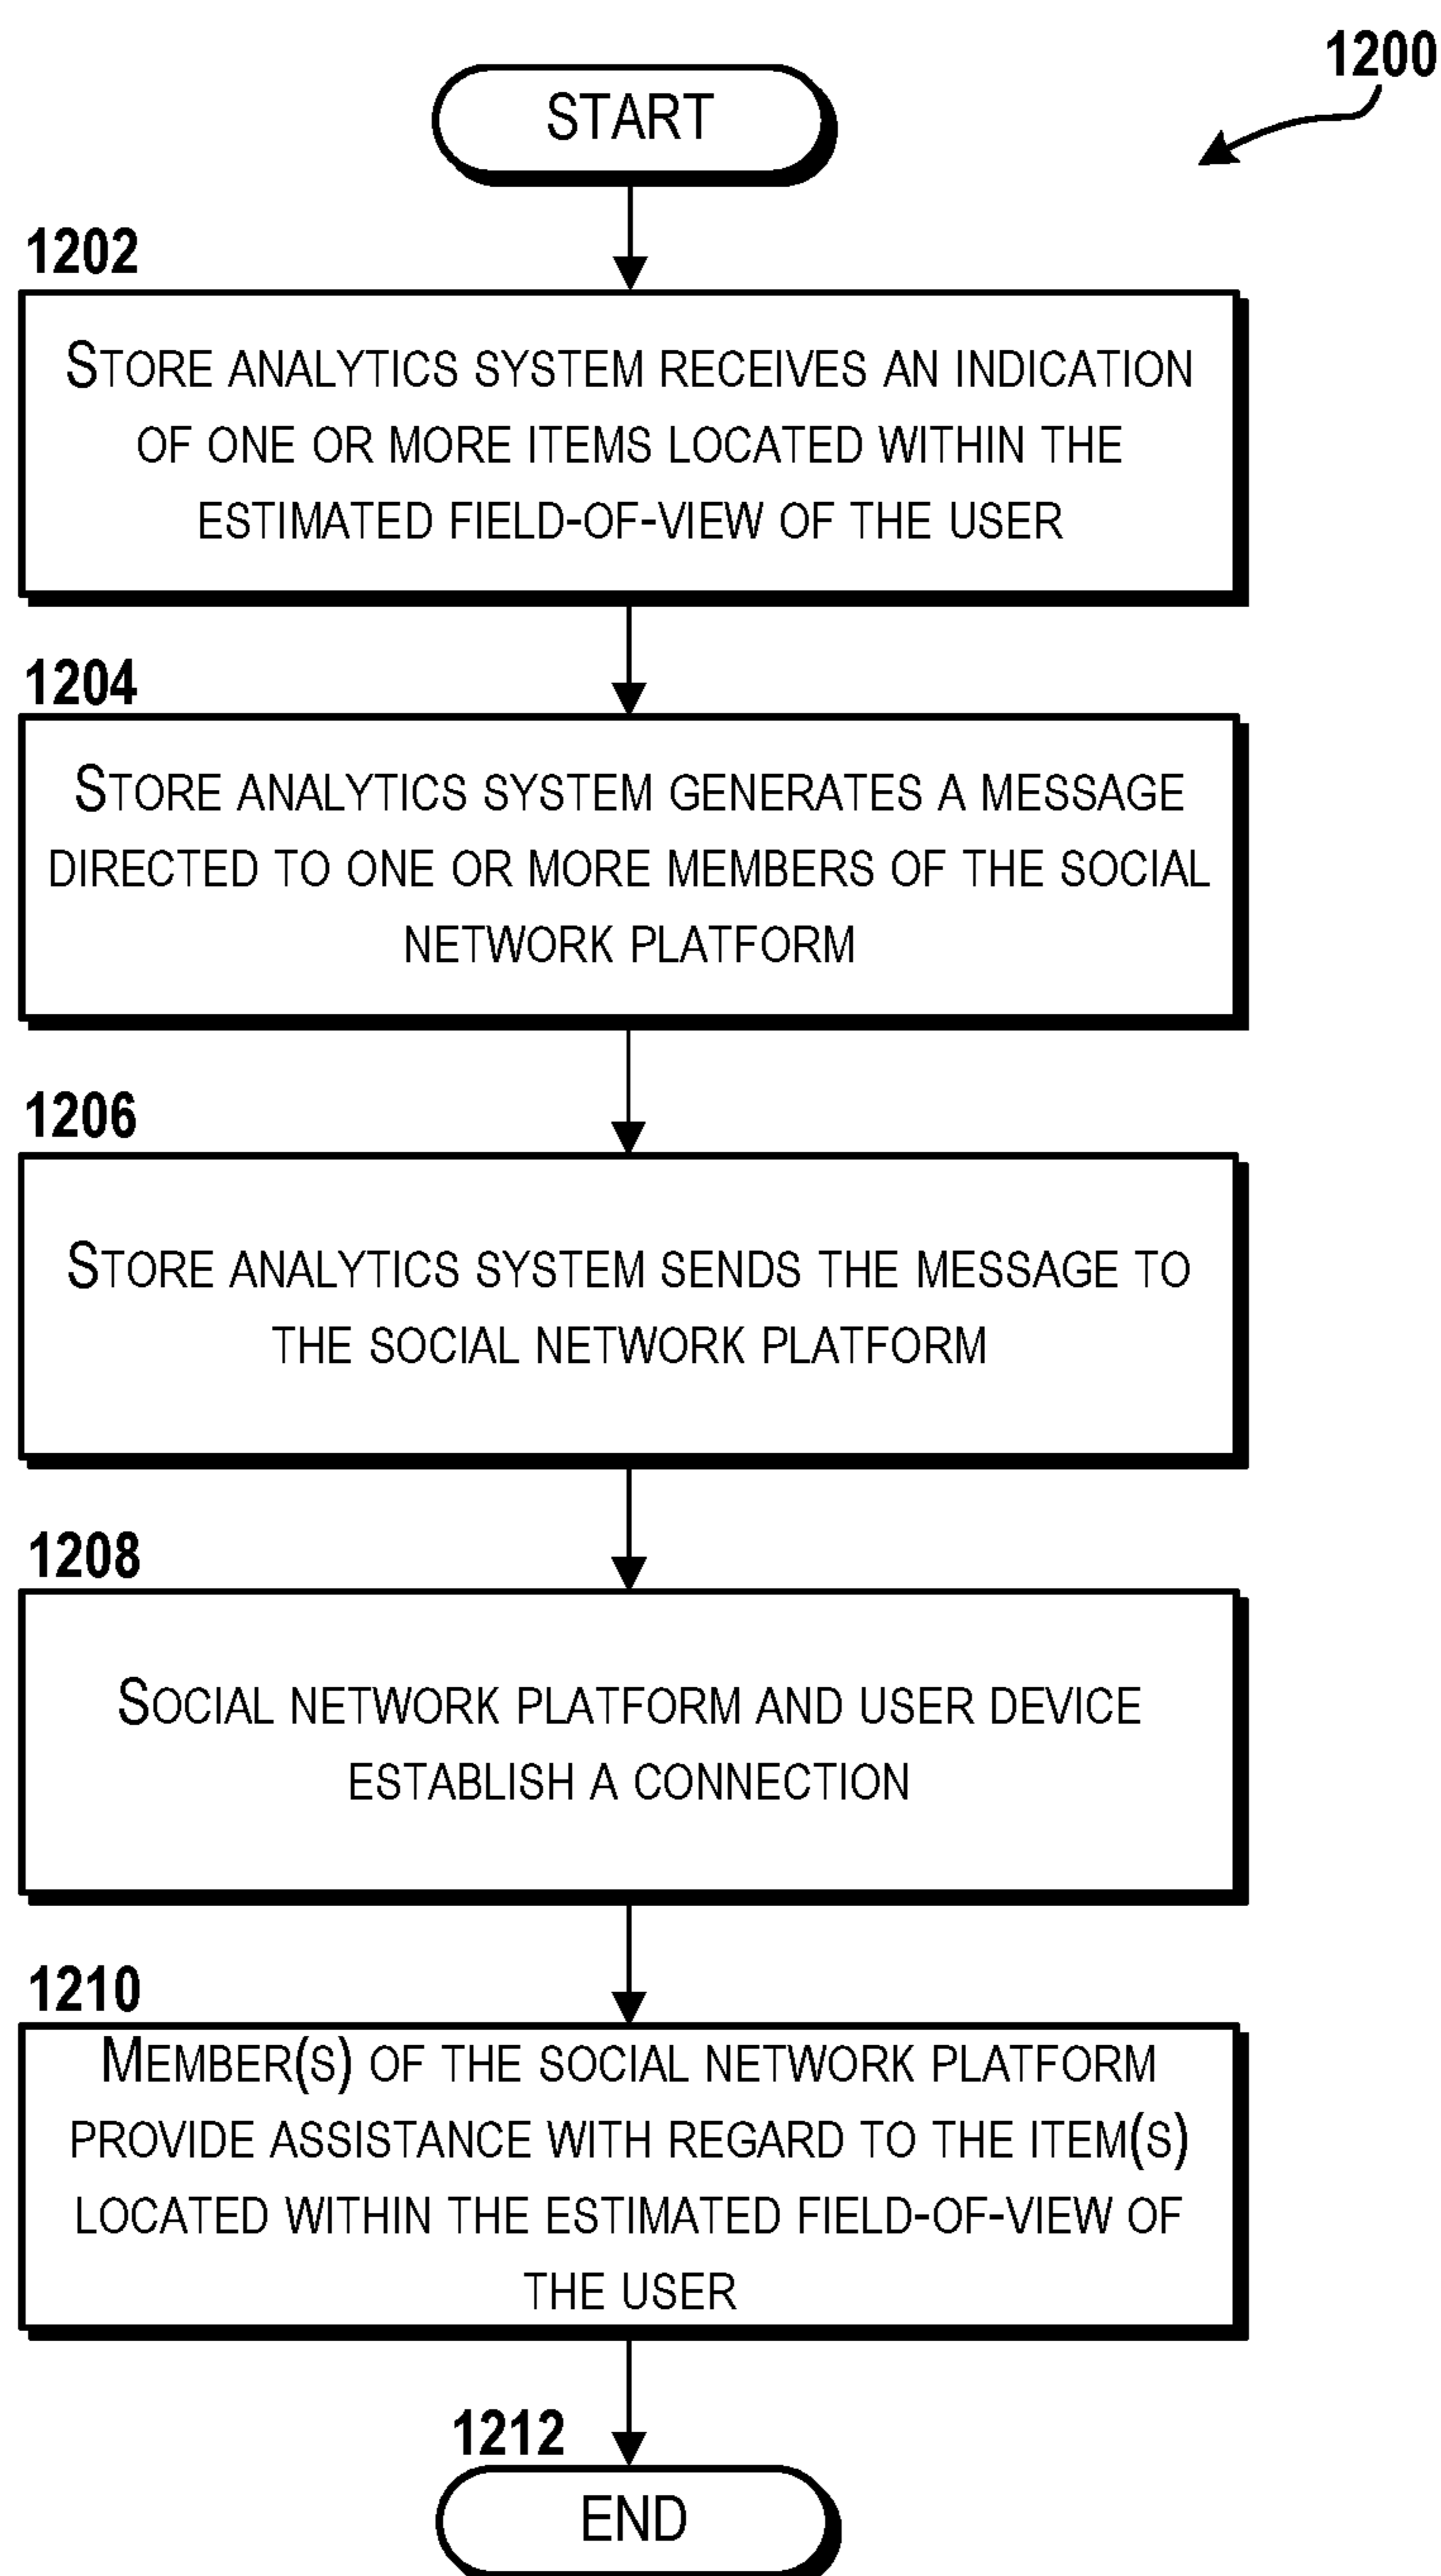 1200
START
1202
STORE ANALYTICS SYSTEM RECEIVES AN INDICATION
OF ONE OR MORE ITEMS LOCATED WITHIN THE
ESTIMATED FIELD-OF-VIEW OF THE USER
1204
STORE ANALYTICS SYSTEM GENERATES A MESSAGE
DIRECTED TO ONE OR MORE MEMBERS OF THE SOCIAL
NETWORK PLATFORM
1206
STORE ANALYTICS SYSTEM SENDS THE MESSAGE TO
THE SOCIAL NETWORK PLATFORM
1208
SOCIAL NETWORK PLATFORM AND USER DEVICE
ESTABLISH A CONNECTION
1210
MEMBER(S) OF THE SOCIAL NETWORK PLATFORM
PROVIDE ASSISTANCE WITH REGARD TO THE ITEM(S)
LOCATED WITHIN THE ESTIMATED FIELD-OF-VIEW OF
THE USER
1212
END